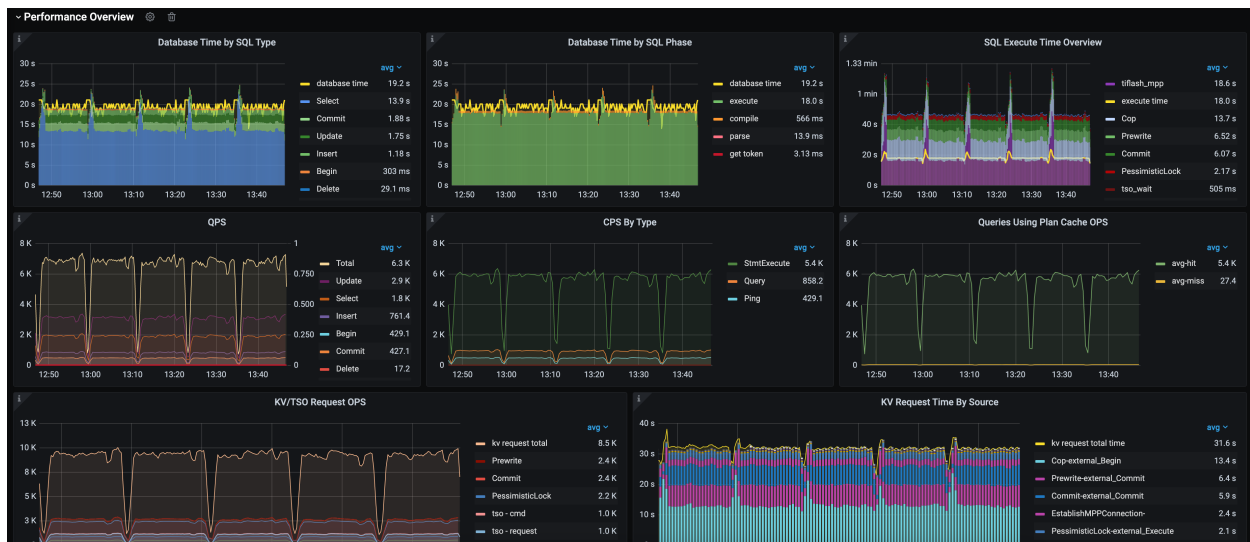 Performance Overview
Database Time by SQL Type
30 s
25 s
20 s
15 s
10 s
5 s
0 s
12:50 13:00 13:10 13:20 13:30 13:40
avg
database time 19.2 s
Select 13.9 s
Commit 1.88 s
Update 1.75 s
Insert 1.18 s
Begin 303 ms
Delete 29.1 ms
Database Time by SQL Phase
30 s
25 s
20 s
15 s
10 s
5 s
0 s
12:50 13:00 13:10 13:20 13:30 13:40
avg
database time 19.2 s
execute 18.0 s
compile 566 ms
parse 13.9 ms
get token 3.13 ms
SQL Execute Time Overview
1.33 min
1 min
40 s
20 s
0 s
12:50 13:00 13:10 13:20 13:30 13:40
avg
tiflash_mpp 18.6 s
execute time 18.0 s
Cop 13.7 s
Prewrite 6.52 s
Commit 6.07 s
PessimisticLock 2.17 s
tso_wait 505 ms
QPS
8 K
6 K
4 K
2 K
0
1
0.750
0.500
0.250
0
12:50 13:00 13:10 13:20 13:30 13:40
avg
Total 6.3 K
Update 2.9 K
Select 1.8 K
Insert 761.4
Begin 429.1
Commit 427.1
Delete 17.2
CPS By Type
8 K
6 K
4 K
2 K
0
12:50 13:00 13:10 13:20 13:30 13:40
avg
StmtExecute 5.4 K
Query 858.2
Ping 429.1
Queries Using Plan Cache OPS
8 K
6 K
4 K
2 K
0
12:50 13:00 13:10 13:20 13:30 13:40
avg
avg-hit 5.4 K
avg-miss 27.4
KV/TSO Request OPS
13 K
10 K
8 K
5 K
3 K
avg
kv request total 8.5 K
Prewrite 2.4 K
Commit 2.4 K
PessimisticLock 2.2 K
tso - cmd 1.0 K
tso - request 1.0 K
KV Request Time By Source
40 s
30 s
20 s
10 s
avg
kv request total time 31.6 s
Cop-external_Begin 13.4 s
Prewrite-external_Commit 6.4 s
Commit-external_Commit 5.9 s
EstablishMPPConnection- 2.4 s
PessimisticLock-external_Execute 2.1 s